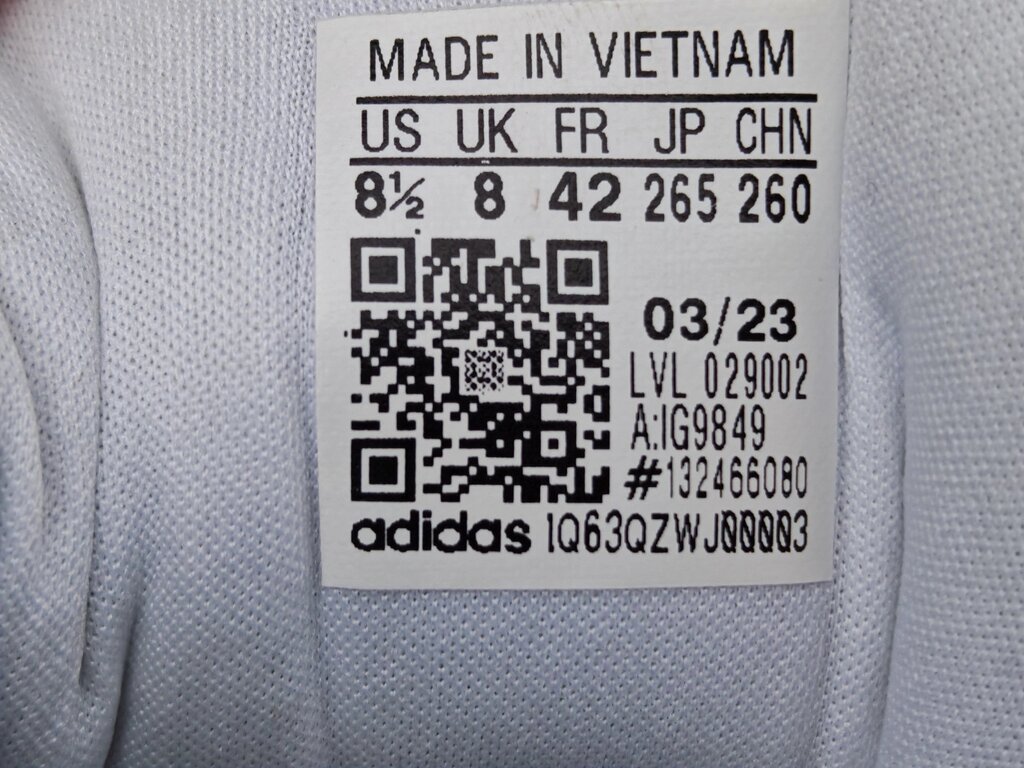 MADE IN VIETNAM
US UK FR JP CHN
8½ 8 42 265 260
03/23
LVL 029002
A:IG9849
#132466080
adidas 1Q63QZWJ00003